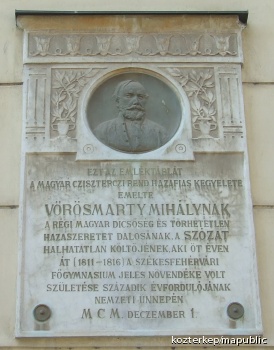 EZT AZ EMLÉKTÁBLÁT
A MAGYAR CZISZTERCZI REND HAZAFIAS KEGYELETE
EMELTE
VÖRÖSMARTY MIHÁLYNAK
A RÉGI MAGYAR DICSŐSÉG ÉS TÖRHETETLEN
HAZASZERETET DALOSÁNAK, A SZÓZAT
HALHATATLAN KÖLTŐJÉNEK, AKI ÖT ÉVEN
ÁT (1811–1816) A SZÉKESFEHÉRVÁRI
FŐGYMNASIUM JELES NÖVENDÉKE VOLT
SZÜLETÉSE SZÁZADIK ÉVFORDULÓJÁNAK
NEMZETI ÜNNEPÉN
MCM. DECZEMBER 1.
kozterkep/mapublic